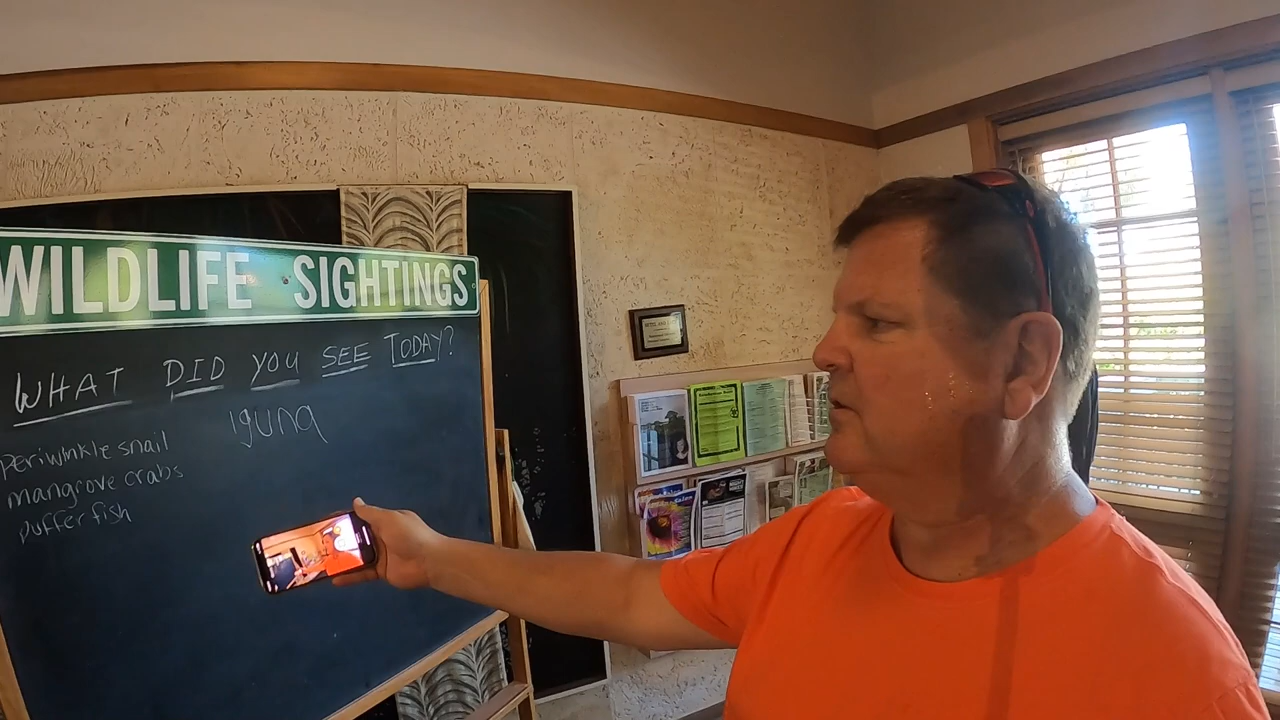 WILDLIFE SIGHTINGS
WHAT DID YOU SEE TODAY?
iguna
periwinkle snail
mangrove crabs
puffer fish